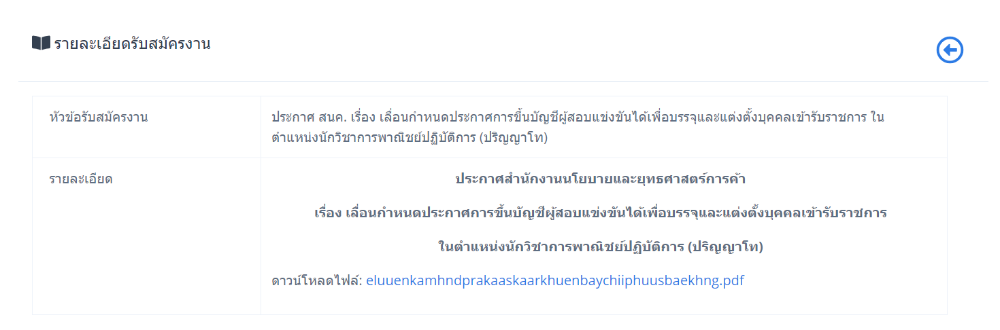 รายละเอียดรับสมัครงาน
หัวข้อรับสมัครงาน
ประกาศ สนค. เรื่อง เลื่อนกำหนดประกาศการขึ้นบัญชีผู้สอบแข่งขันได้เพื่อบรรจุและแต่งตั้งบุคคลเข้ารับราชการ ใน
ตำแหน่งนักวิชาการพาณิชย์ปฏิบัติการ (ปริญญาโท)
รายละเอียด
ประกาศสำนักงานนโยบายและยุทธศาสตร์การค้า
เรื่อง เลื่อนกำหนดประกาศการขึ้นบัญชีผู้สอบแข่งขันได้เพื่อบรรจุและแต่งตั้งบุคคลเข้ารับราชการ
ในตำแหน่งนักวิชาการพาณิชย์ปฏิบัติการ (ปริญญาโท)
ดาวน์โหลดไฟล์: eluuenkamhndprakaaskaarkhuenbaychiiphuusbaekhng.pdf